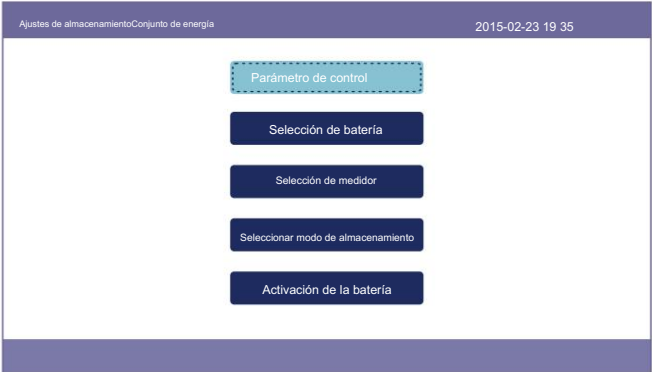 Ajustes de almacenamientoConjunto de energía
2015-02-23 19 35
Parámetro de control
Selección de batería
Selección de medidor
Seleccionar modo de almacenamiento
Activación de la batería